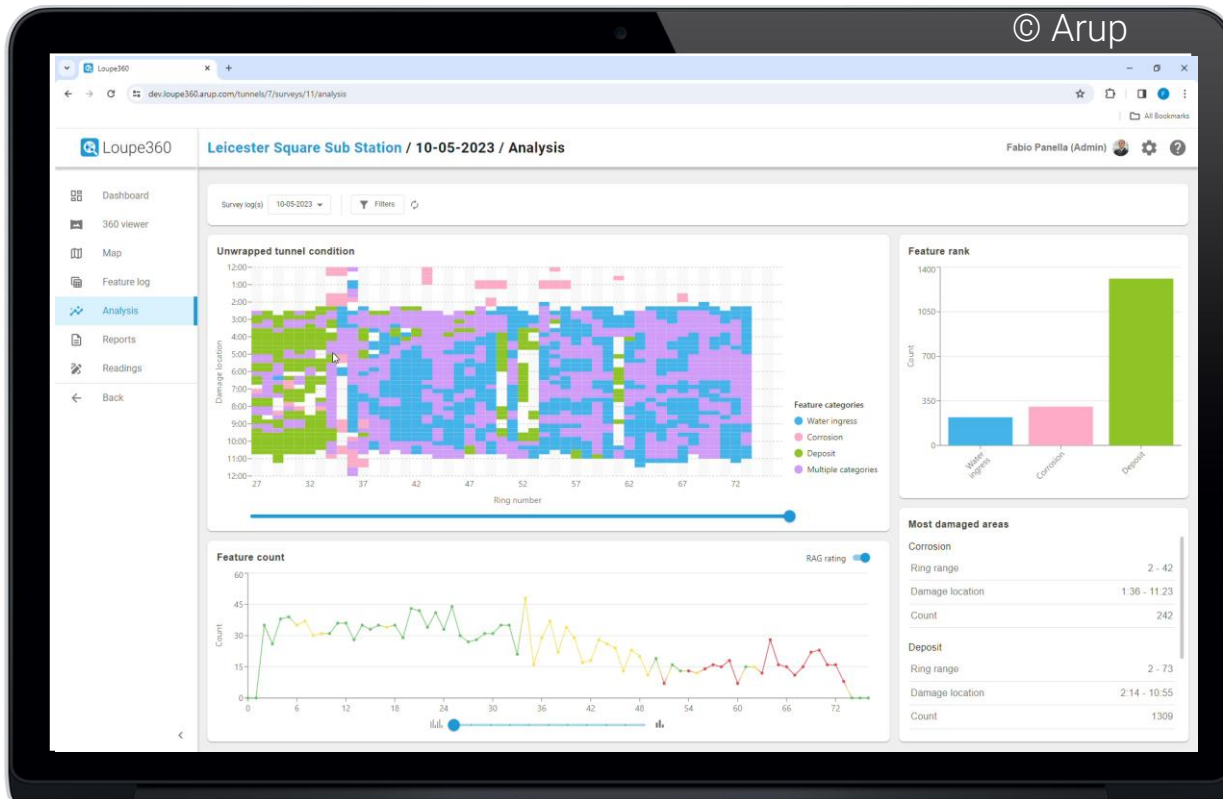 © Arup
Loupe360
dev.loupe360.arup.com/tunnels/7/surveys/11/analysis
All Bookmarks
Loupe360
Leicester Square Sub Station / 10-05-2023 / Analysis
Fabio Panella (Admin)
Dashboard
360 viewer
Map
Feature log
Analysis
Reports
Readings
Back
Survey log(s)
10-05-2023
Filters
Unwrapped tunnel condition
12:00
1:00
2:00
3:00
4:00
5:00
6:00
7:00
8:00
9:00
10:00
11:00
12:00
Damage location
27 32 37 42 47 52 57 62 67 72
Ring number
Feature categories
Water ingress
Corrosion
Deposit
Multiple categories
Feature rank
1400
1050
700
350
0
Count
Water ingress
Corrosion
Deposit
Feature count
RAG rating
60
45
30
15
0
Count
0 6 12 18 24 30 36 42 48 54 60 66 72
Most damaged areas
Corrosion
Ring range 2 - 42
Damage location 1:36 - 11:23
Count 242
Deposit
Ring range 2 - 73
Damage location 2:14 - 10:55
Count 1309